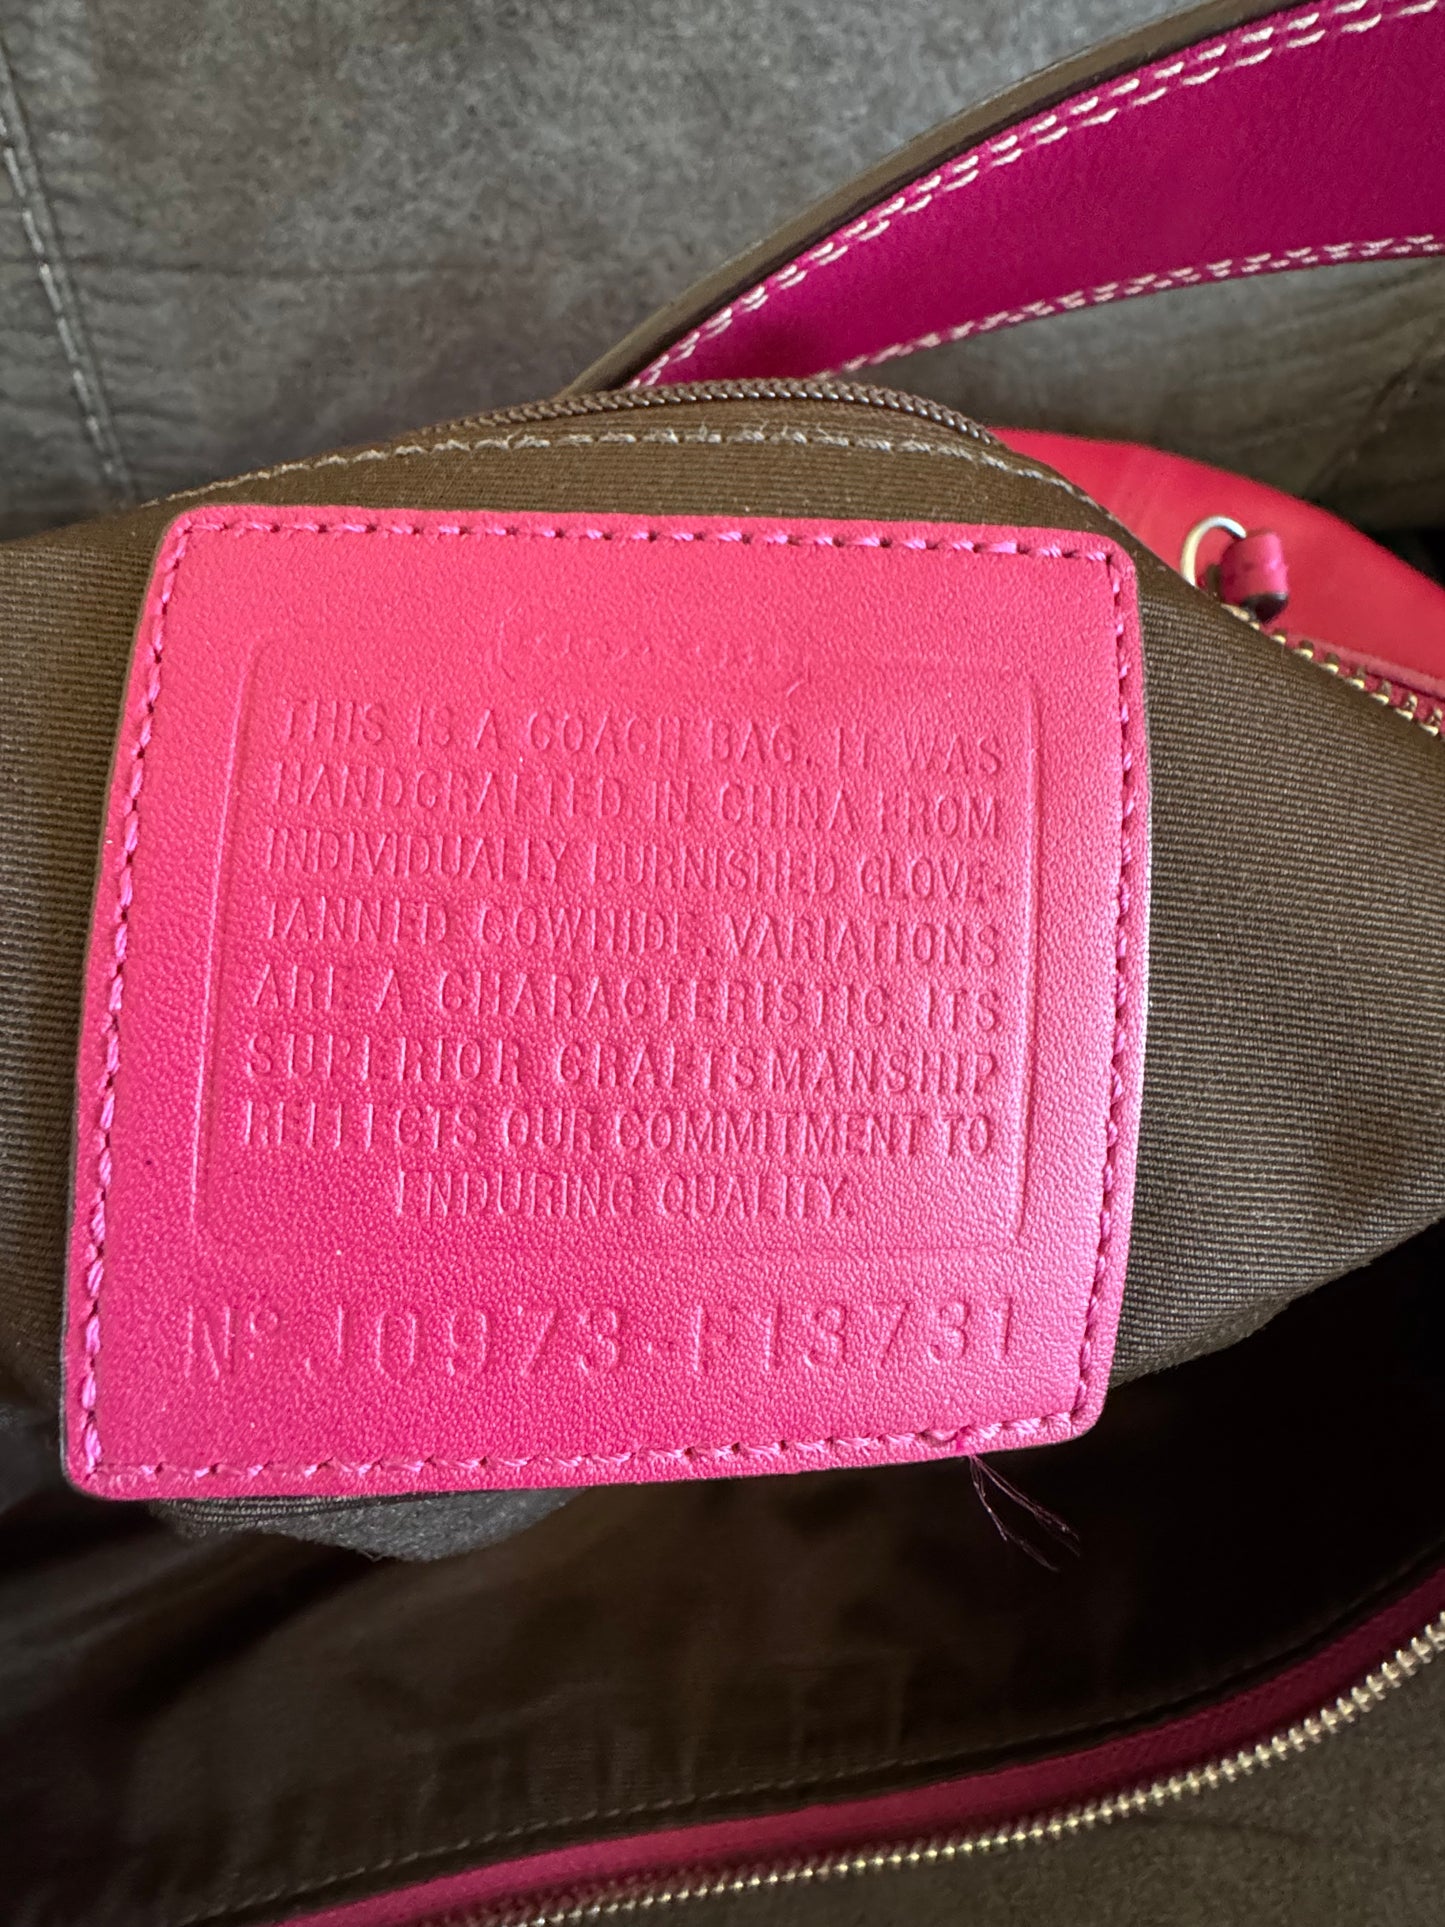 THIS IS A COACH BAG. IT WAS
HANDCRAFTED IN CHINA FROM
INDIVIDUALLY BURNISHED GLOVE-
TANNED COWHIDE. VARIATIONS
ARE A CHARACTERISTIC. ITS
SUPERIOR CRAFTSMANSHIP
REFLECTS OUR COMMITMENT TO
ENDURING QUALITY.
Nº J0973-F13731